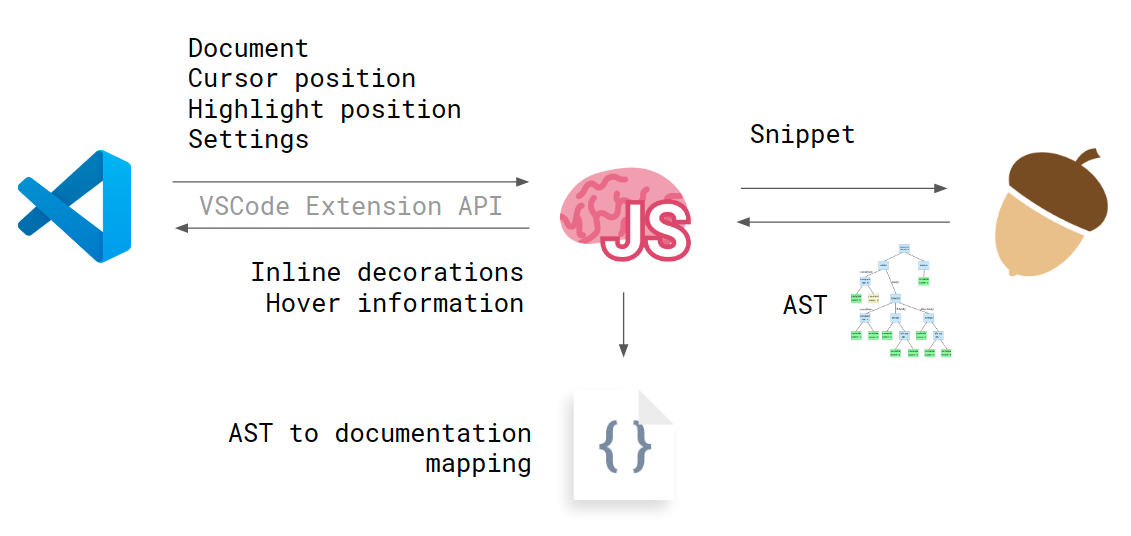 Document
Cursor position
Highlight position
Settings
VSCode Extension API
Inline decorations
Hover information
JS
Snippet
AST
{ }
AST to documentation
mapping